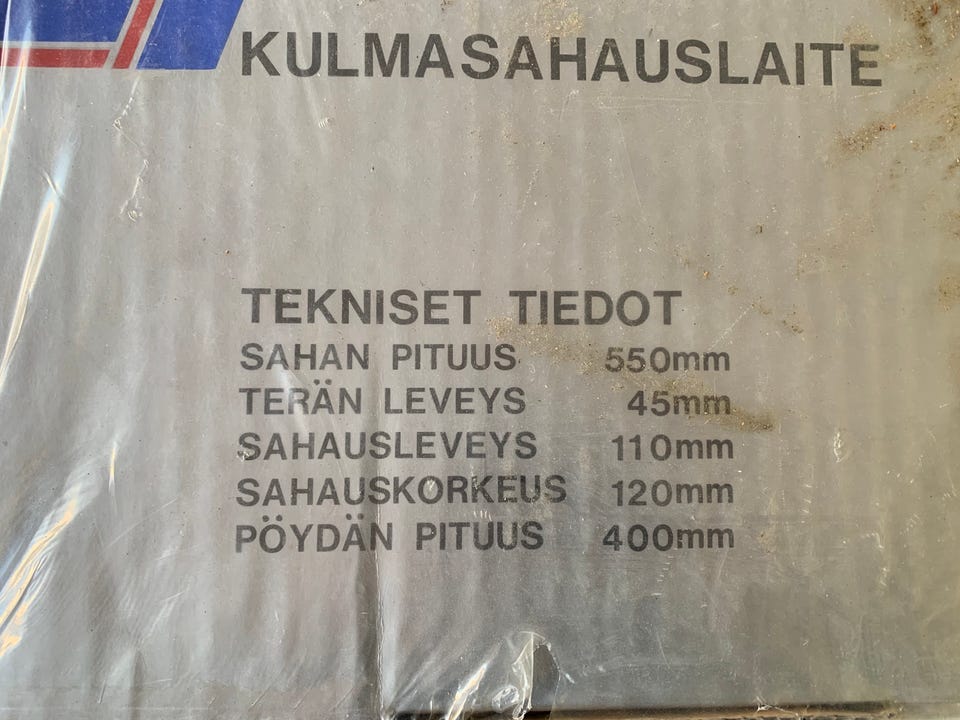 KULMASAHAUSLAITE
TEKNISET TIEDOT
SAHAN PITUUS 550mm
TERÄN LEVEYS 45mm
SAHAUSLEVEYS 110mm
SAHAUSKORKEUS 120mm
PÖYDÄN PITUUS 400mm